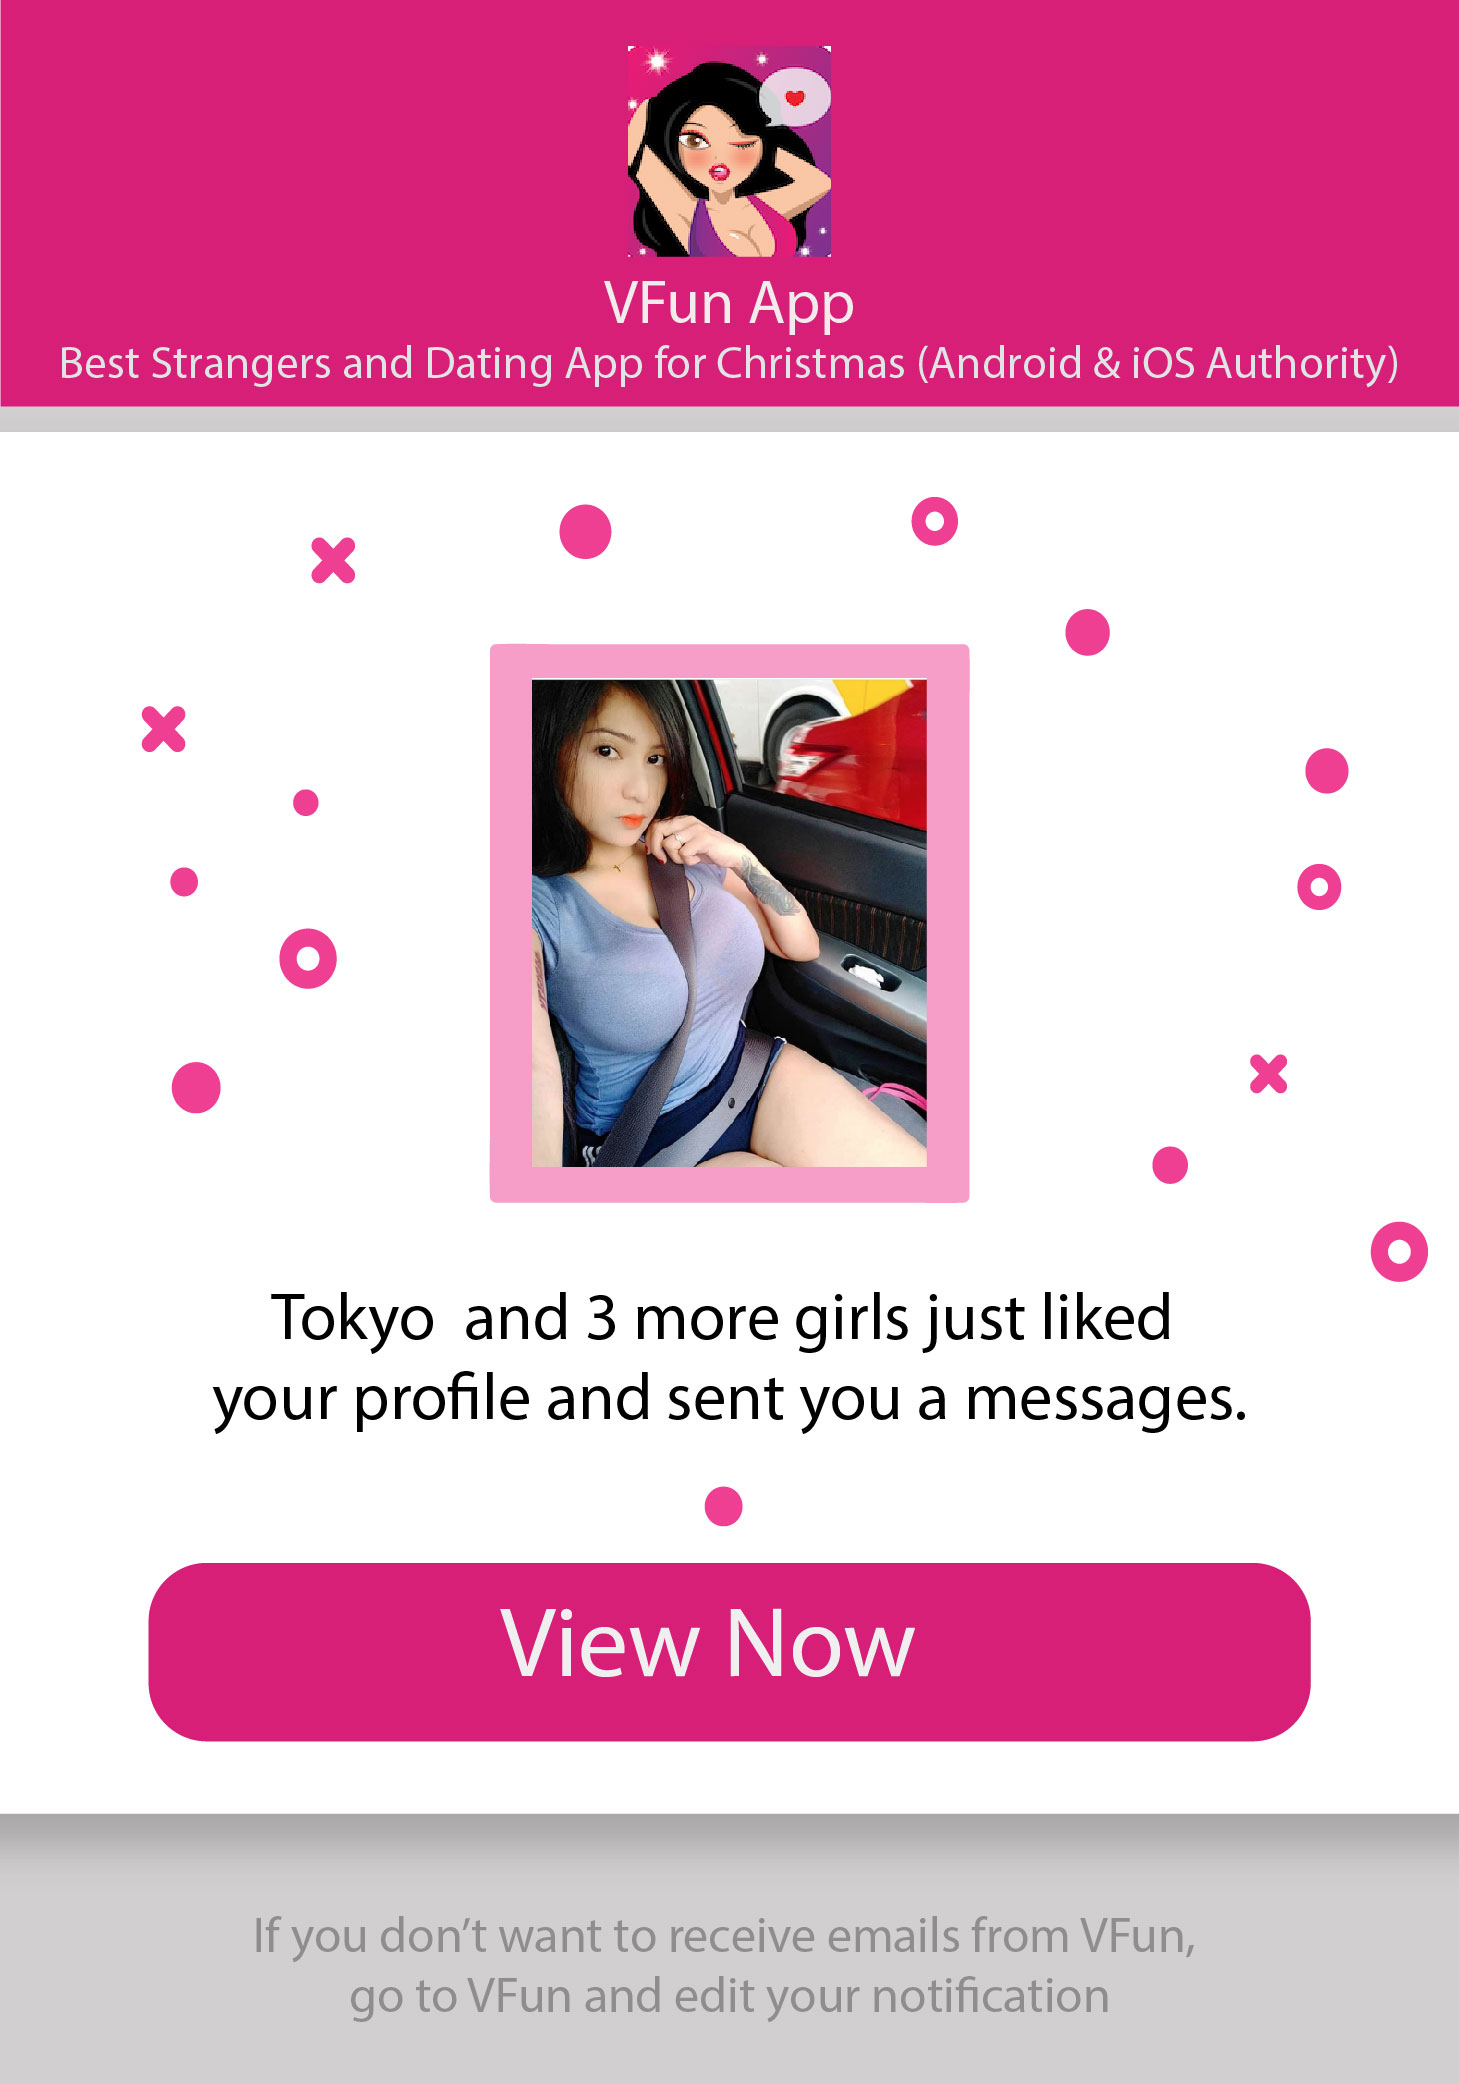 VFun App
Best Strangers and Dating App for Christmas (Android & iOS Authority)
Tokyo  and 3 more girls just liked
your profile and sent you a messages.
View Now
If you don’t want to receive emails from VFun,
go to VFun and edit your notification